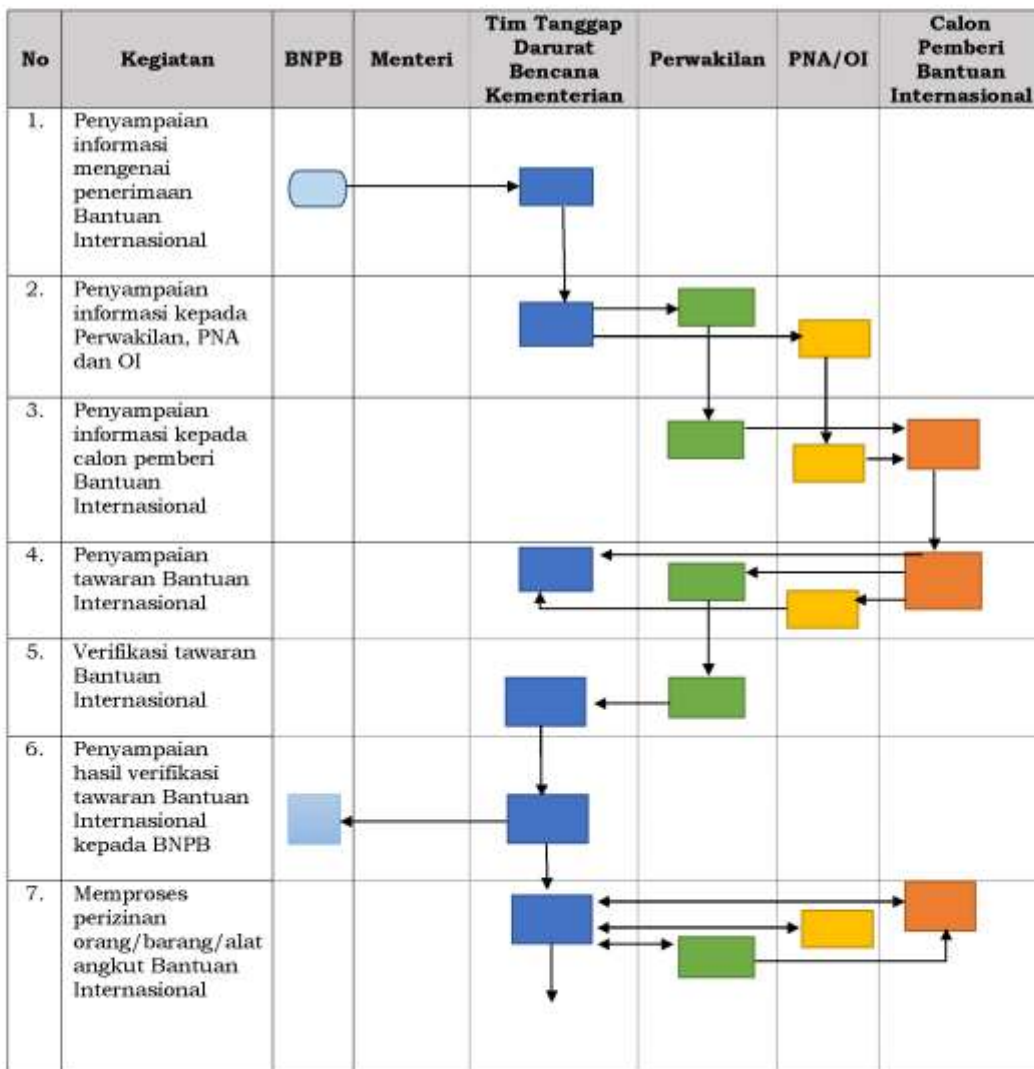 No
Kegiatan
BNPB
Menteri
Tim Tanggap
Darurat
Bencana
Kementerian
Perwakilan
PNA/OI
Calon
Pemberi
Bantuan
Internasional
1.
Penyampaian
informasi
mengenai
penerimaan
Bantuan
Internasional
2.
Penyampaian
informasi kepada
Perwakilan, PNA
dan OI
3.
Penyampaian
informasi kepada
calon pemberi
Bantuan
Internasional
4.
Penyampaian
tawaran Bantuan
Internasional
5.
Verifikasi tawaran
Bantuan
Internasional
6.
Penyampaian
hasil verifikasi
tawaran Bantuan
Internasional
kepada BNPB
7.
Memproses
perizinan
orang/barang/alat
angkut Bantuan
Internasional